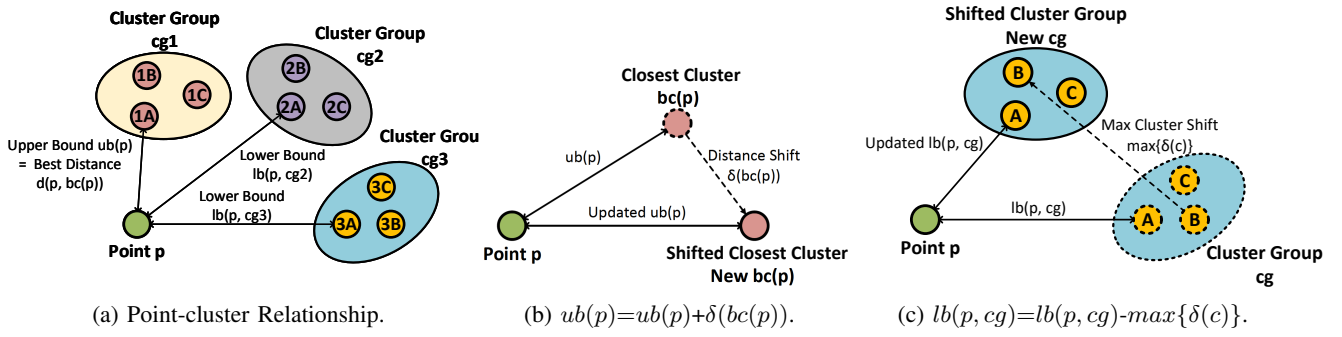 Cluster Group
cg1
1B
1C
1A
Upper Bound ub(p)
= Best Distance
d(p, bc(p))
Cluster Group
cg2
2B
2A
2C
Lower Bound
lb(p, cg2)
Cluster Grou
cg3
Lower Bound
lb(p, cg3)
3C
3A
3B
Point p
(a) Point-cluster Relationship.
Closest Cluster
bc(p)
ub(p)
Distance Shift
δ(bc(p))
Updated ub(p)
Point p
Shifted Closest Cluster
New bc(p)
(b) ub(p)=ub(p)+δ(bc(p)).
Shifted Cluster Group
New cg
B
C
A
Updated lb(p, cg)
Max Cluster Shift
max{δ(c)}
C
lb(p, cg)
A
B
Point p
Cluster Group
cg
(c) lb(p, cg)=lb(p, cg)-max{δ(c)}.